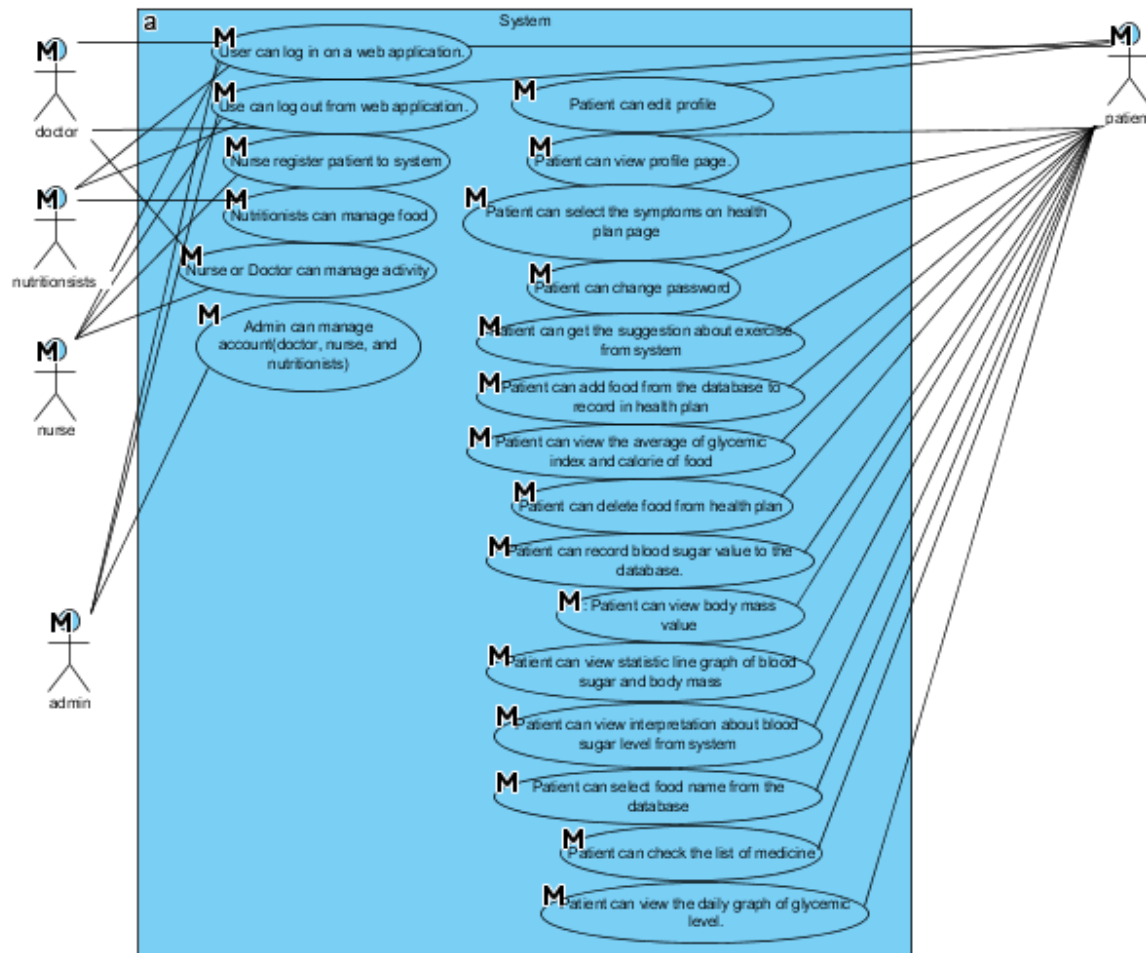 a
System
M
doctor
M
nutritionsists
M
nurse
M
admin
M
patient
M
User can log in on a web application.
M
Use can log out from web application.
M
Nurse register patient to system
M
Nutritionists can manage food
M
Nurse or Doctor can manage activity
M
Admin can manage
account(doctor, nurse, and
nutritionists)
M
Patient can edit profile
M
Patient can view profile page.
M
Patient can select the symptoms on health
plan page
M
Patient can change password
M
Patient can get the suggestion about exercise
from system
M
Patient can add food from the database to
record in health plan
M
Patient can view the average of glycemic
index and calorie of food
M
Patient can delete food from health plan
M
Patient can record blood sugar value to the
database.
M
. Patient can view body mass
value
M
Patient can view statistic line graph of blood
sugar and body mass
M
Patient can view interpretation about blood
sugar level from system
M
Patient can select food name from the
database
M
Patient can check the list of medicine
M
Patient can view the daily graph of glycemic
level.